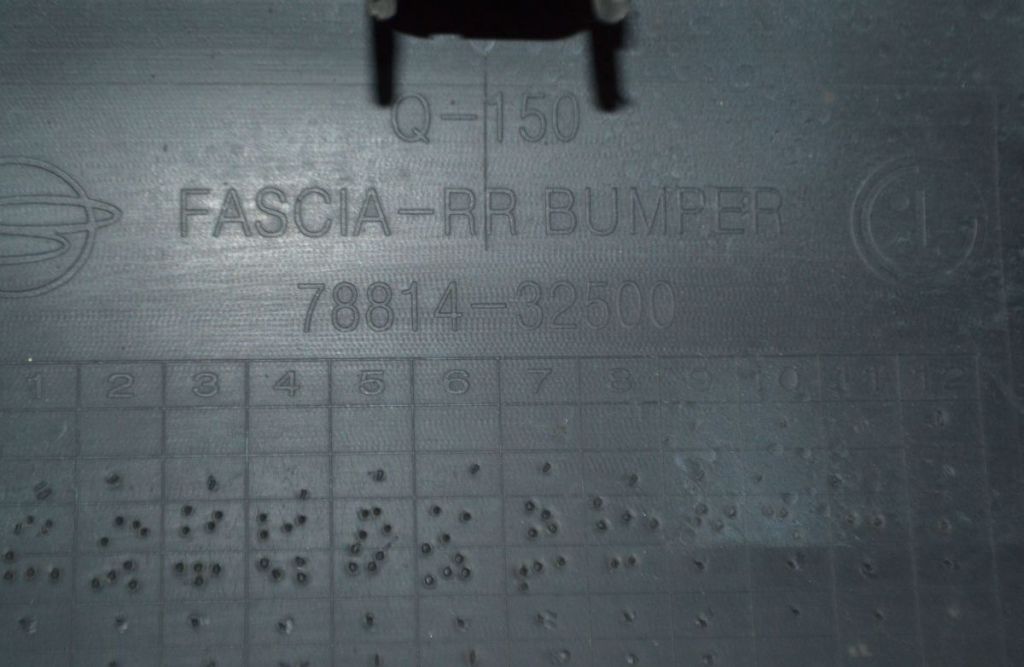 Q-150
FASCIA-RR BUMPER
78814-32500
1 2 3 4 5 6 7 8 9 10 11 12